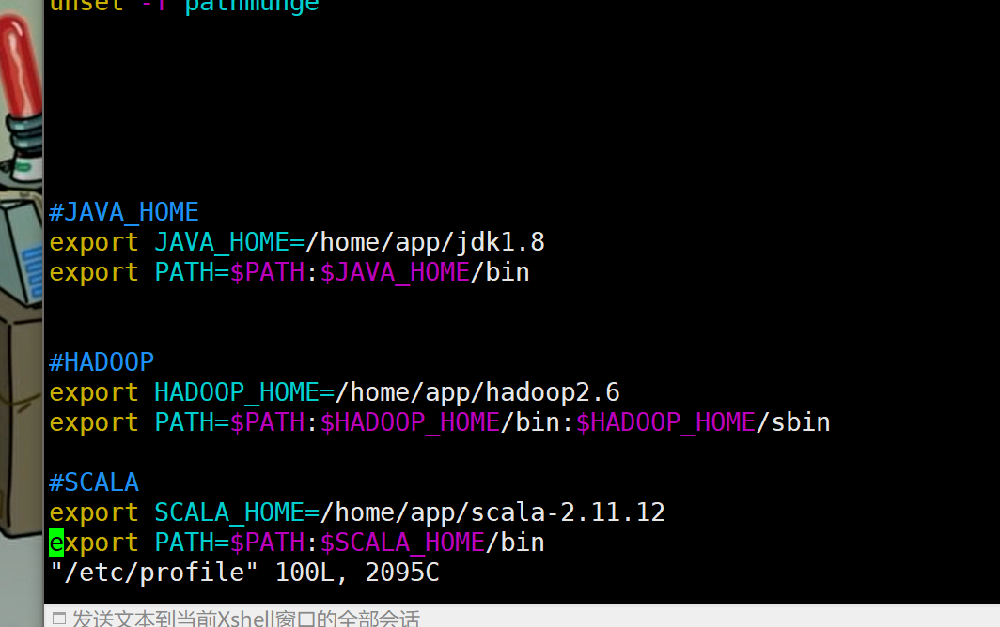 unset -f pathmunge
#JAVA_HOME
export JAVA_HOME=/home/app/jdk1.8
export PATH=$PATH:$JAVA_HOME/bin
#HADOOP
export HADOOP_HOME=/home/app/hadoop2.6
export PATH=$PATH:$HADOOP_HOME/bin:$HADOOP_HOME/sbin
#SCALA
export SCALA_HOME=/home/app/scala-2.11.12
export PATH=$PATH:$SCALA_HOME/bin
"/etc/profile" 100L, 2095C
发送文本到当前Xshell窗口的全部会话